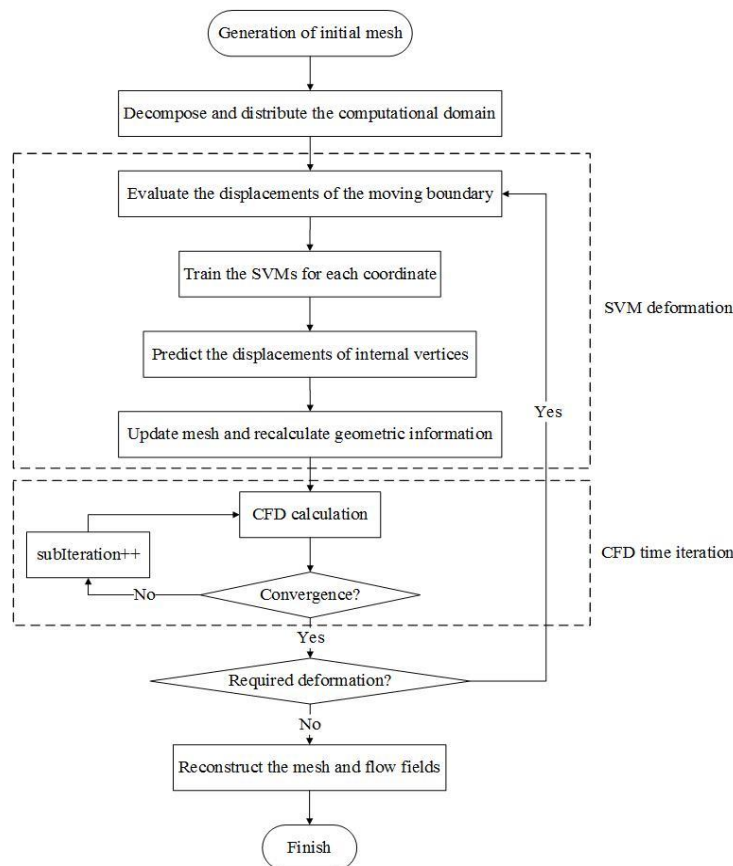 Generation of initial mesh
Decompose and distribute the computational domain
Evaluate the displacements of the moving boundary
Train the SVMs for each coordinate
SVM deformation
Predict the displacements of internal vertices
Yes
Update mesh and recalculate geometric information
CFD calculation
subIteration++
CFD time iteration
No
Convergence?
Yes
Required deformation?
No
Reconstruct the mesh and flow fields
Finish